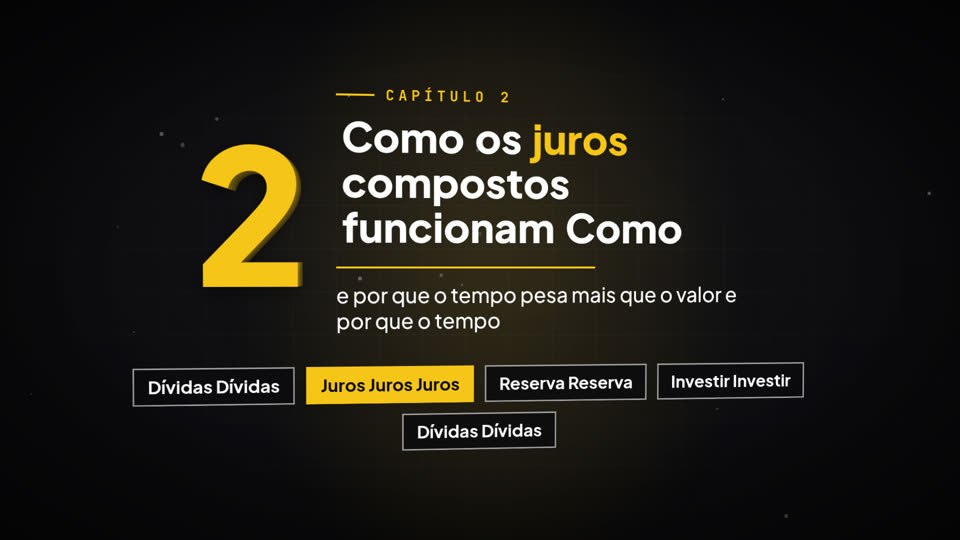 CAPÍTULO 2
2
Como os juros
compostos
funcionam Como
e por que o tempo pesa mais que o valor e
por que o tempo
Dívidas Dívidas
Juros Juros Juros
Reserva Reserva
Investir Investir
Dívidas Dívidas